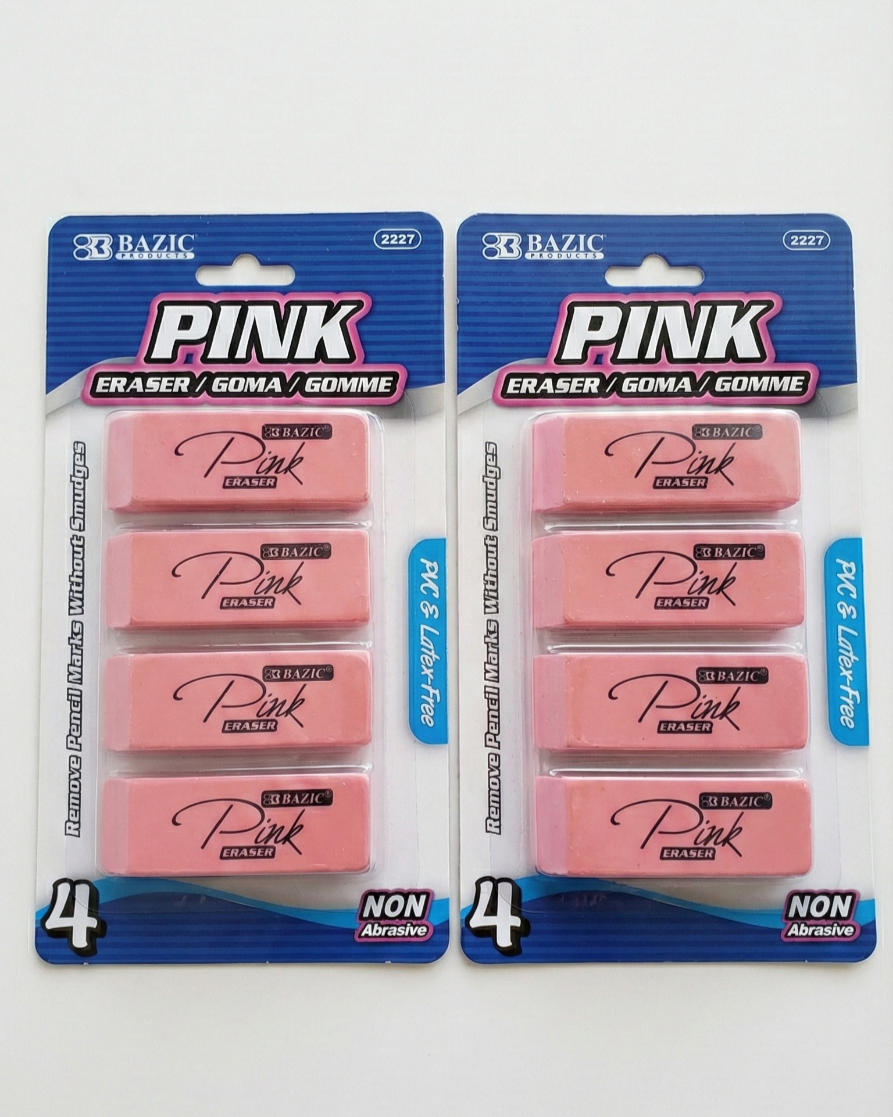 BAZIC
PRODUCTS
2227
PINK
ERASER / GOMA / GOMME
Remove Pencil Marks Without Smudges
BAZIC
Pink
ERASER
BAZIC
Pink
ERASER
BAZIC®
Pink
ERASER
BAZIC
Pink
ERASER
PVC & Latex-Free
4
NON
Abrasive
BAZIC
PRODUCTS
2227
PINK
ERASER / GOMA / GOMME
Remove Pencil Marks Without Smudges
BAZIC
Pink
ERASER
BAZIC
Pink
ERASER
BAZIC®
Pink
ERASER
BAZIC
Pink
ERASER
PVC & Latex-Free
4
NON
Abrasive